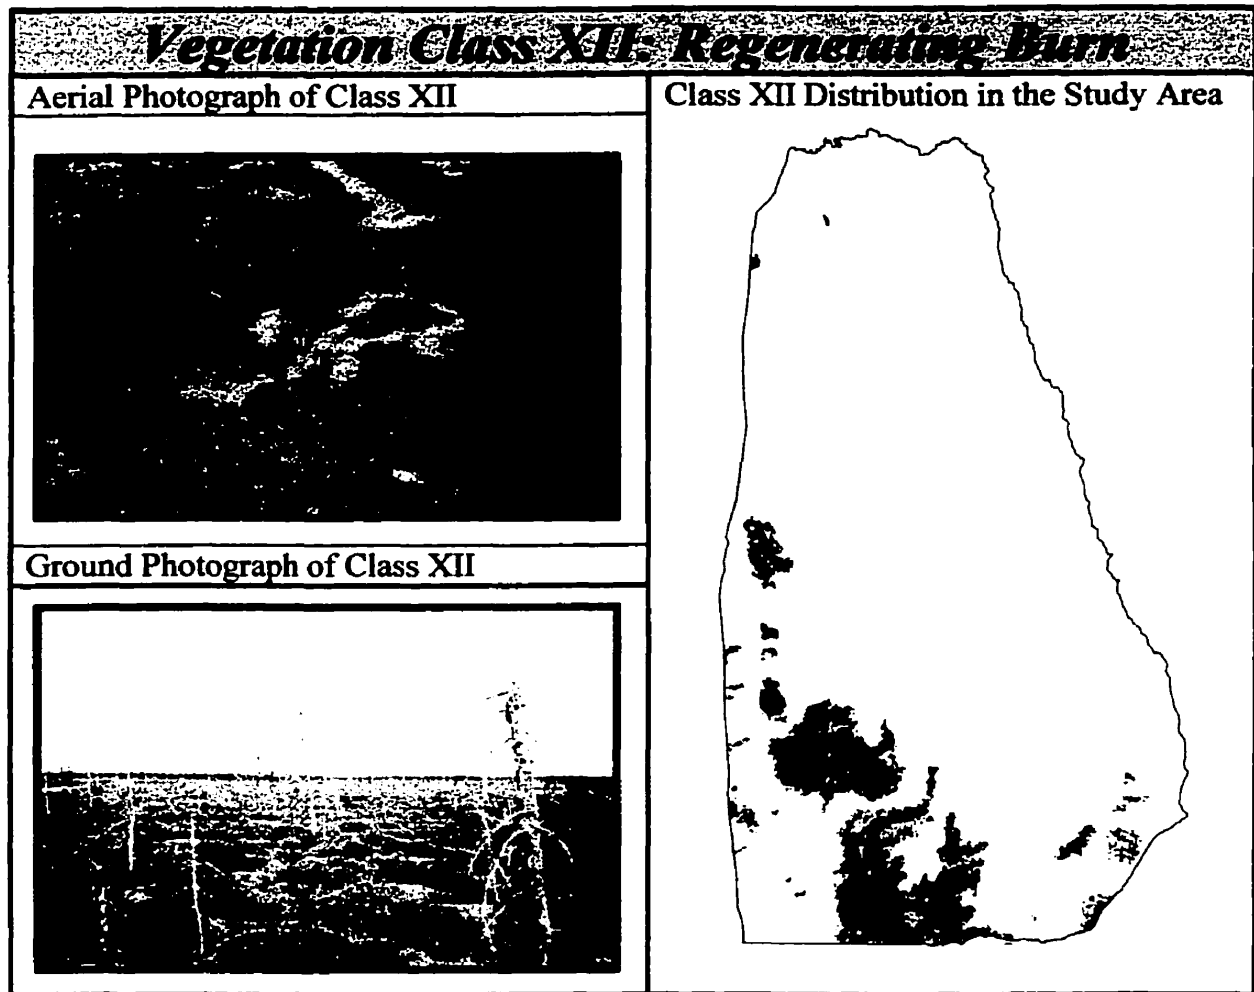 Vegetation Class XII: Regenerating Burn
Aerial Photograph of Class XII
Class XII Distribution in the Study Area
Ground Photograph of Class XII